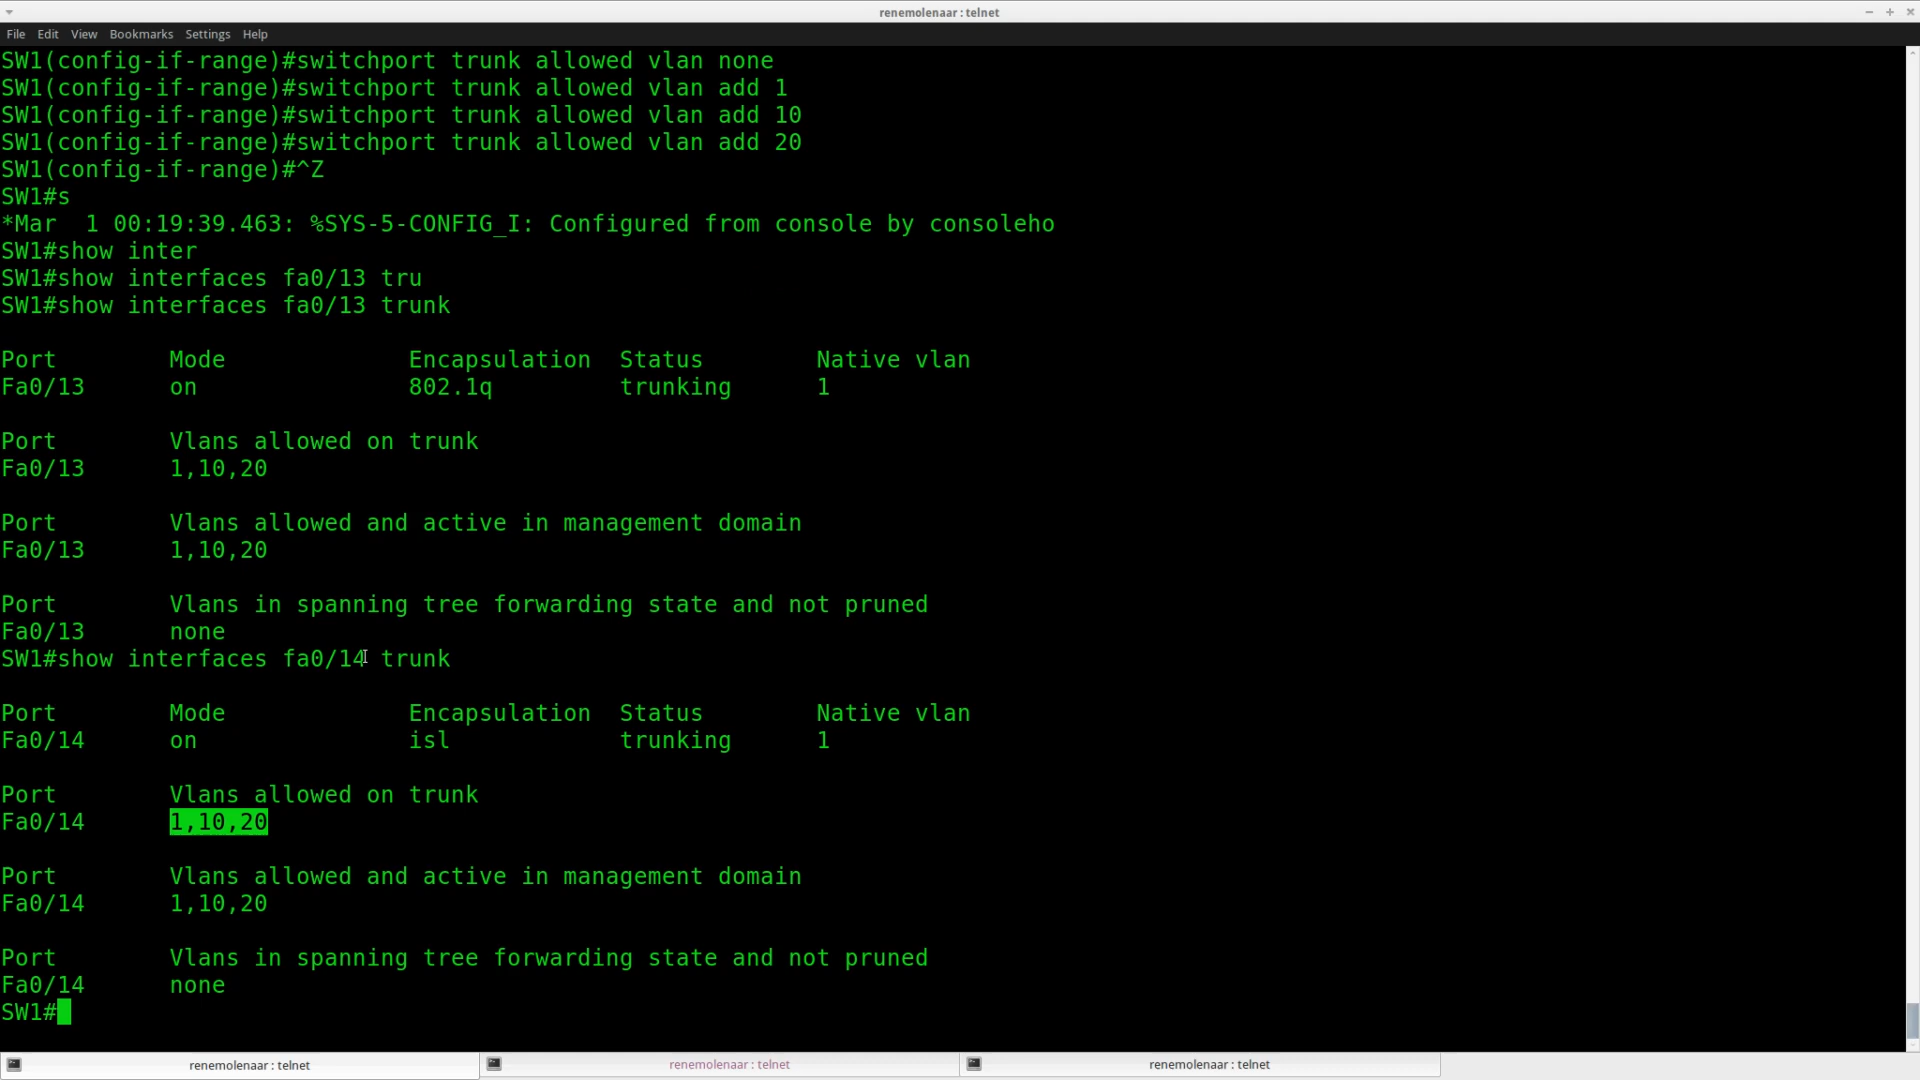 renemolenaar : telnet
File Edit View Bookmarks Settings Help
SW1(config-if-range)#switchport trunk allowed vlan none
SW1(config-if-range)#switchport trunk allowed vlan add 1
SW1(config-if-range)#switchport trunk allowed vlan add 10
SW1(config-if-range)#switchport trunk allowed vlan add 20
SW1(config-if-range)#^Z
SW1#s
*Mar  1 00:19:39.463: %SYS-5-CONFIG_I: Configured from console by consoleho
SW1#show inter
SW1#show interfaces fa0/13 tru
SW1#show interfaces fa0/13 trunk
Port        Mode             Encapsulation  Status        Native vlan
Fa0/13      on               802.1q         trunking      1
Port        Vlans allowed on trunk
Fa0/13      1,10,20
Port        Vlans allowed and active in management domain
Fa0/13      1,10,20
Port        Vlans in spanning tree forwarding state and not pruned
Fa0/13      none
SW1#show interfaces fa0/14 trunk
Port        Mode             Encapsulation  Status        Native vlan
Fa0/14      on               isl            trunking      1
Port        Vlans allowed on trunk
Fa0/14      1,10,20
Port        Vlans allowed and active in management domain
Fa0/14      1,10,20
Port        Vlans in spanning tree forwarding state and not pruned
Fa0/14      none
SW1#
renemolenaar : telnet renemolenaar : telnet renemolenaar : telnet